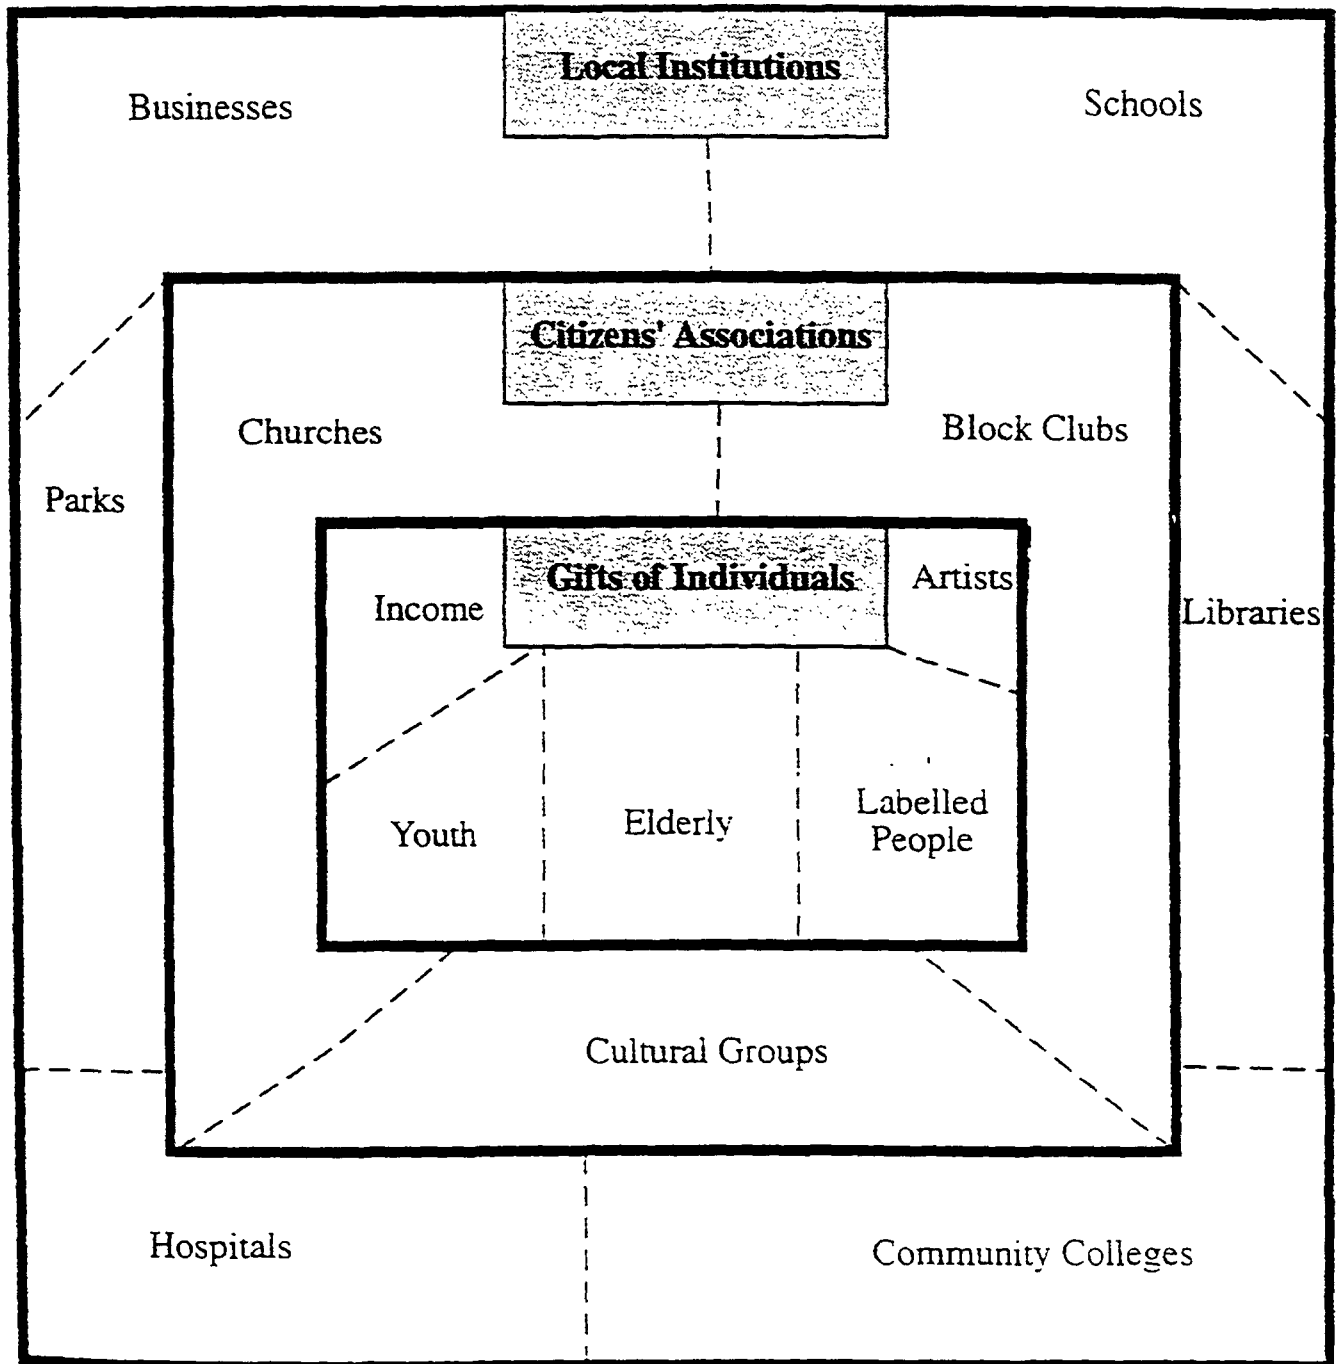 Local Institutions
Businesses
Schools
Citizens' Associations
Churches
Block Clubs
Parks
Gifts of Individuals
Artists
Income
Libraries
Youth
Elderly
Labelled
People
Cultural Groups
Hospitals
Community Colleges